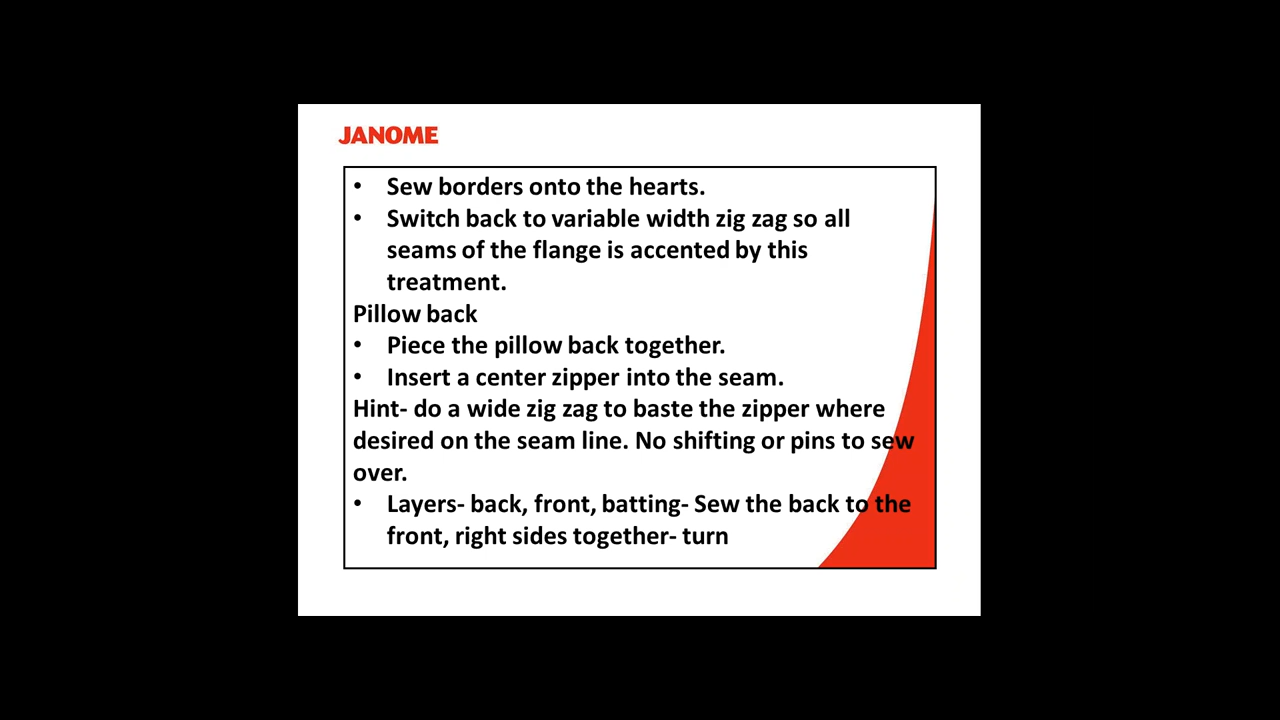 JANOME
• Sew borders onto the hearts.
• Switch back to variable width zig zag so all
seams of the flange is accented by this
treatment.
Pillow back
• Piece the pillow back together.
• Insert a center zipper into the seam.
Hint- do a wide zig zag to baste the zipper where
desired on the seam line. No shifting or pins to sew
over.
• Layers- back, front, batting- Sew the back to the
front, right sides together- turn